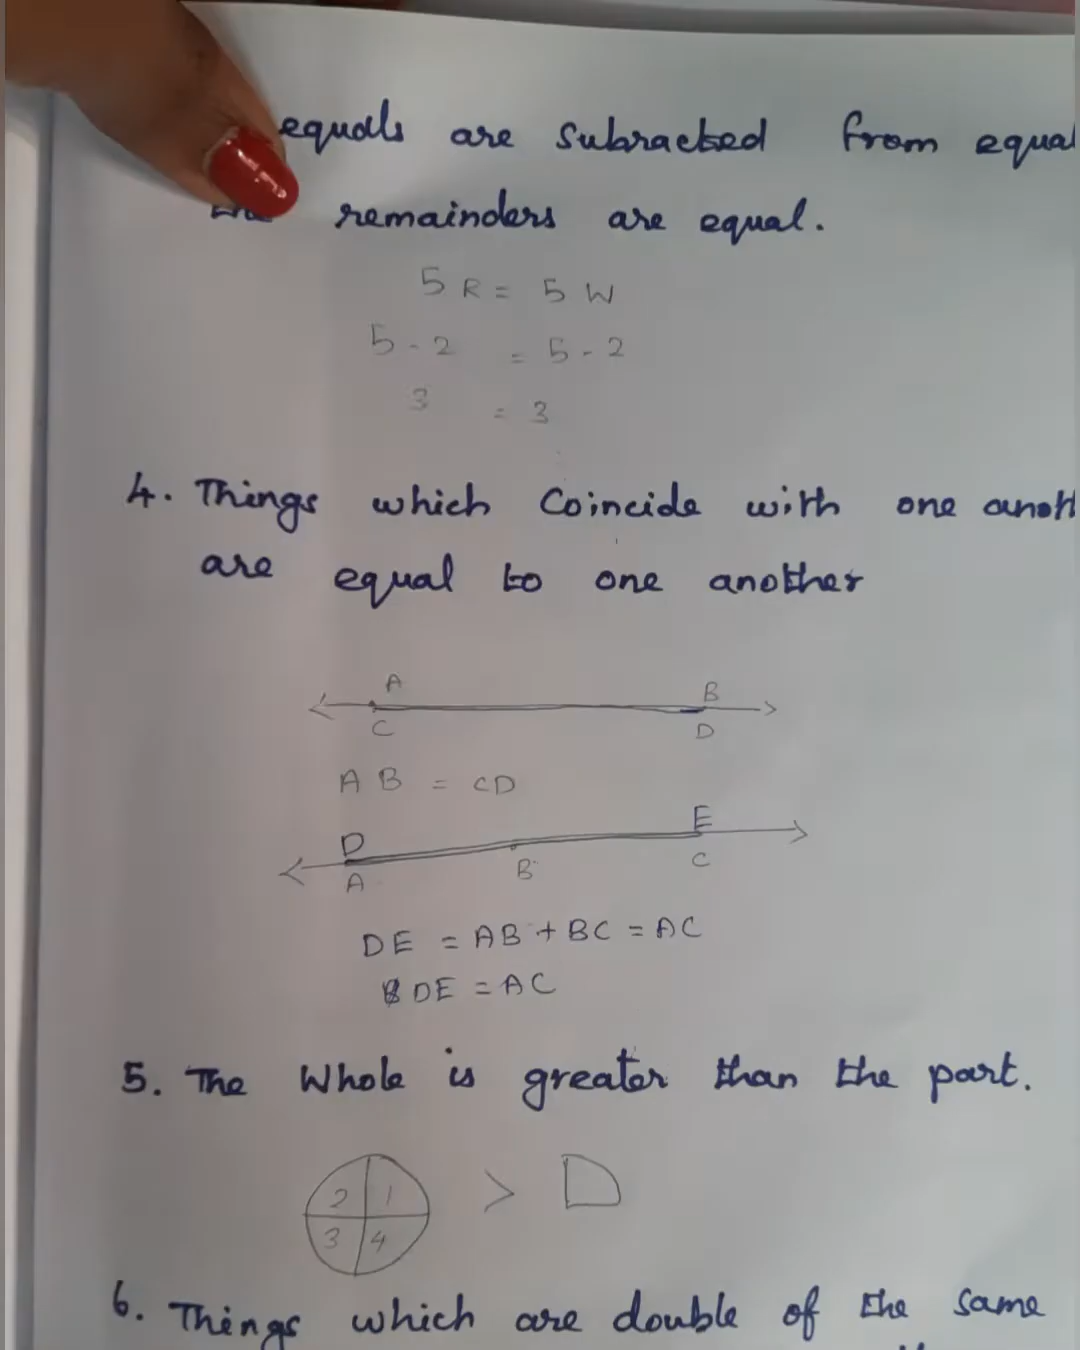 equals are subracted from equal
the remainders are equal.
5 R = 5 W
5 - 2 = 5 - 2
3 = 3
4. Things which Coincide with one anoth
are equal to one another
A B
C D
A B = CD
D E
A B C
DE = AB + BC = AC
DE = AC
5. The Whole is greater than the part.
2 1 >
3 4
6. Things which are double of the same